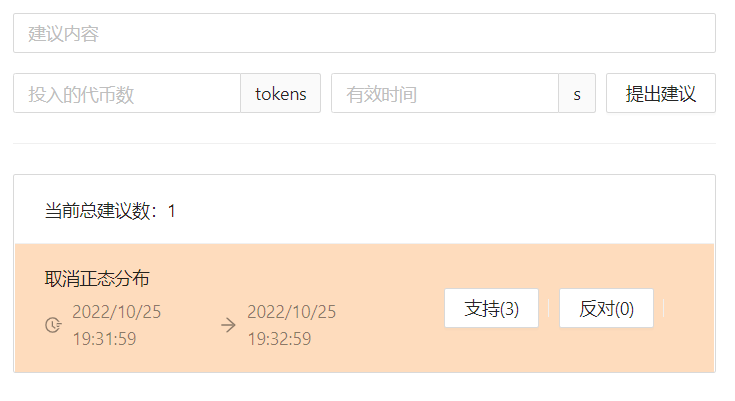 建议内容
投入的代币数 tokens 有效时间 s 提出建议
当前总建议数：1
取消正态分布
2022/10/25 2022/10/25 支持(3) 反对(0)
19:31:59 19:32:59